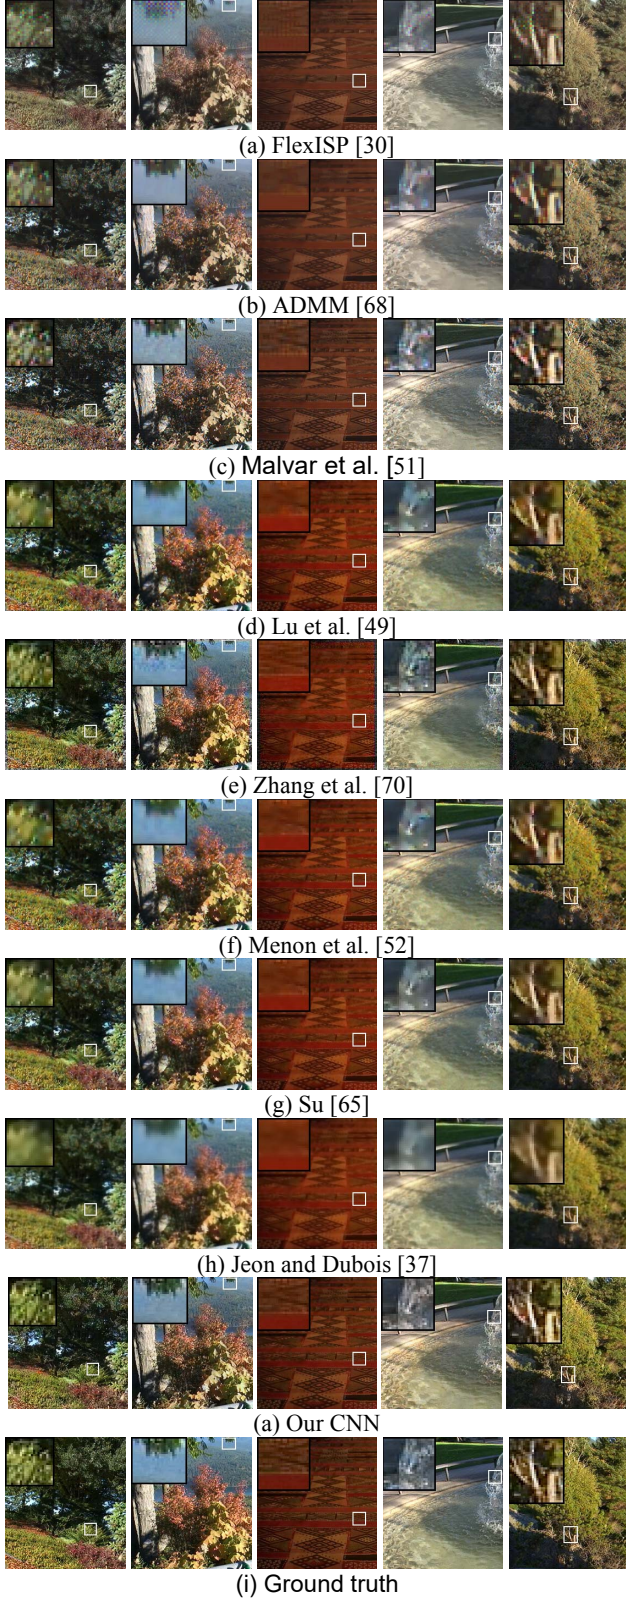 (a) FlexISP [30]
(b) ADMM [68]
(c) Malvar et al. [51]
(d) Lu et al. [49]
(e) Zhang et al. [70]
(f) Menon et al. [52]
(g) Su [65]
(h) Jeon and Dubois [37]
(a) Our CNN
(i) Ground truth